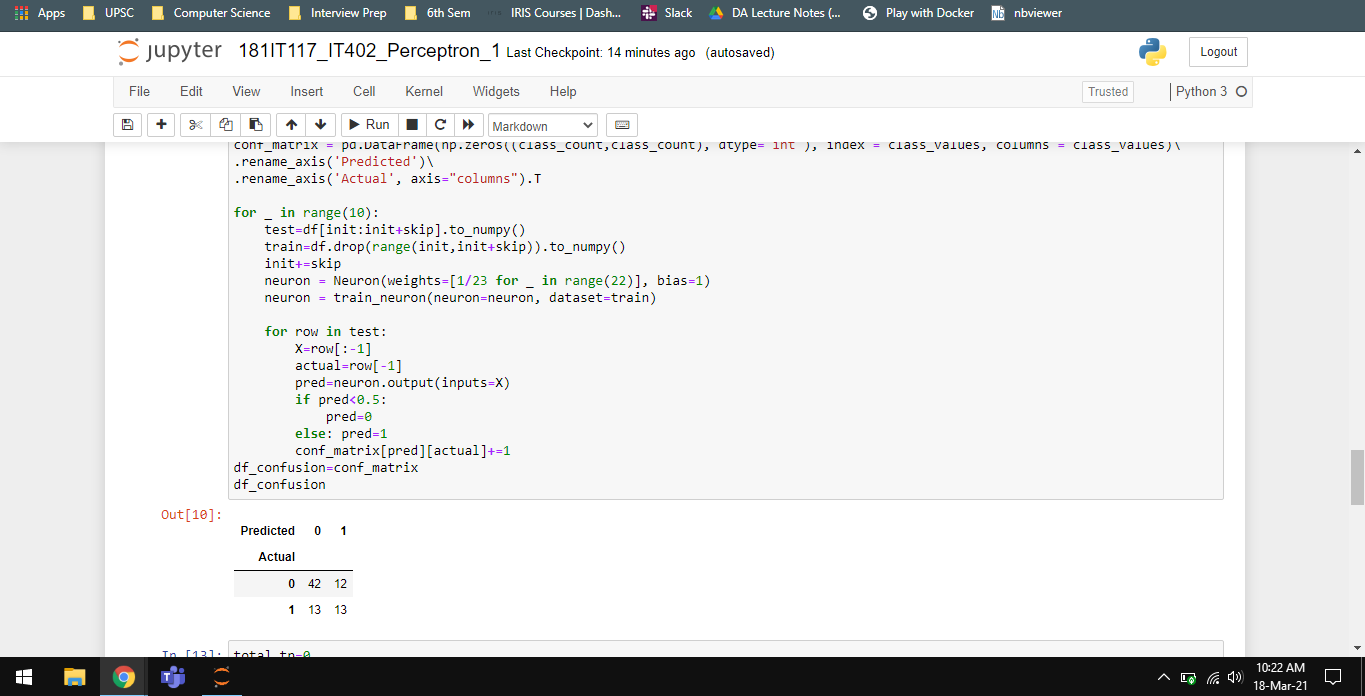 Apps UPSC Computer Science Interview Prep 6th Sem IRIS Courses | Dash... Slack DA Lecture Notes (... Play with Docker nbviewer
jupyter 181IT117_IT402_Perceptron_1 Last Checkpoint: 14 minutes ago (autosaved) Logout
File Edit View Insert Cell Kernel Widgets Help Trusted Python 3
Run Markdown
conf_matrix = pd.DataFrame(np.zeros((class_count,class_count), dtype='int'), index = class_values, columns = class_values)\
.rename_axis('Predicted')\
.rename_axis('Actual', axis="columns").T
for _ in range(10):
    test=df[init:init+skip].to_numpy()
    train=df.drop(range(init,init+skip)).to_numpy()
    init+=skip
    neuron = Neuron(weights=[1/23 for _ in range(22)], bias=1)
    neuron = train_neuron(neuron=neuron, dataset=train)
    for row in test:
        X=row[:-1]
        actual=row[-1]
        pred=neuron.output(inputs=X)
        if pred<0.5:
            pred=0
        else: pred=1
        conf_matrix[pred][actual]+=1
df_confusion=conf_matrix
df_confusion
Out[10]:
Predicted 0 1
Actual
0 42 12
1 13 13
In [13]: total_tp=0
10:22 AM
18-Mar-21